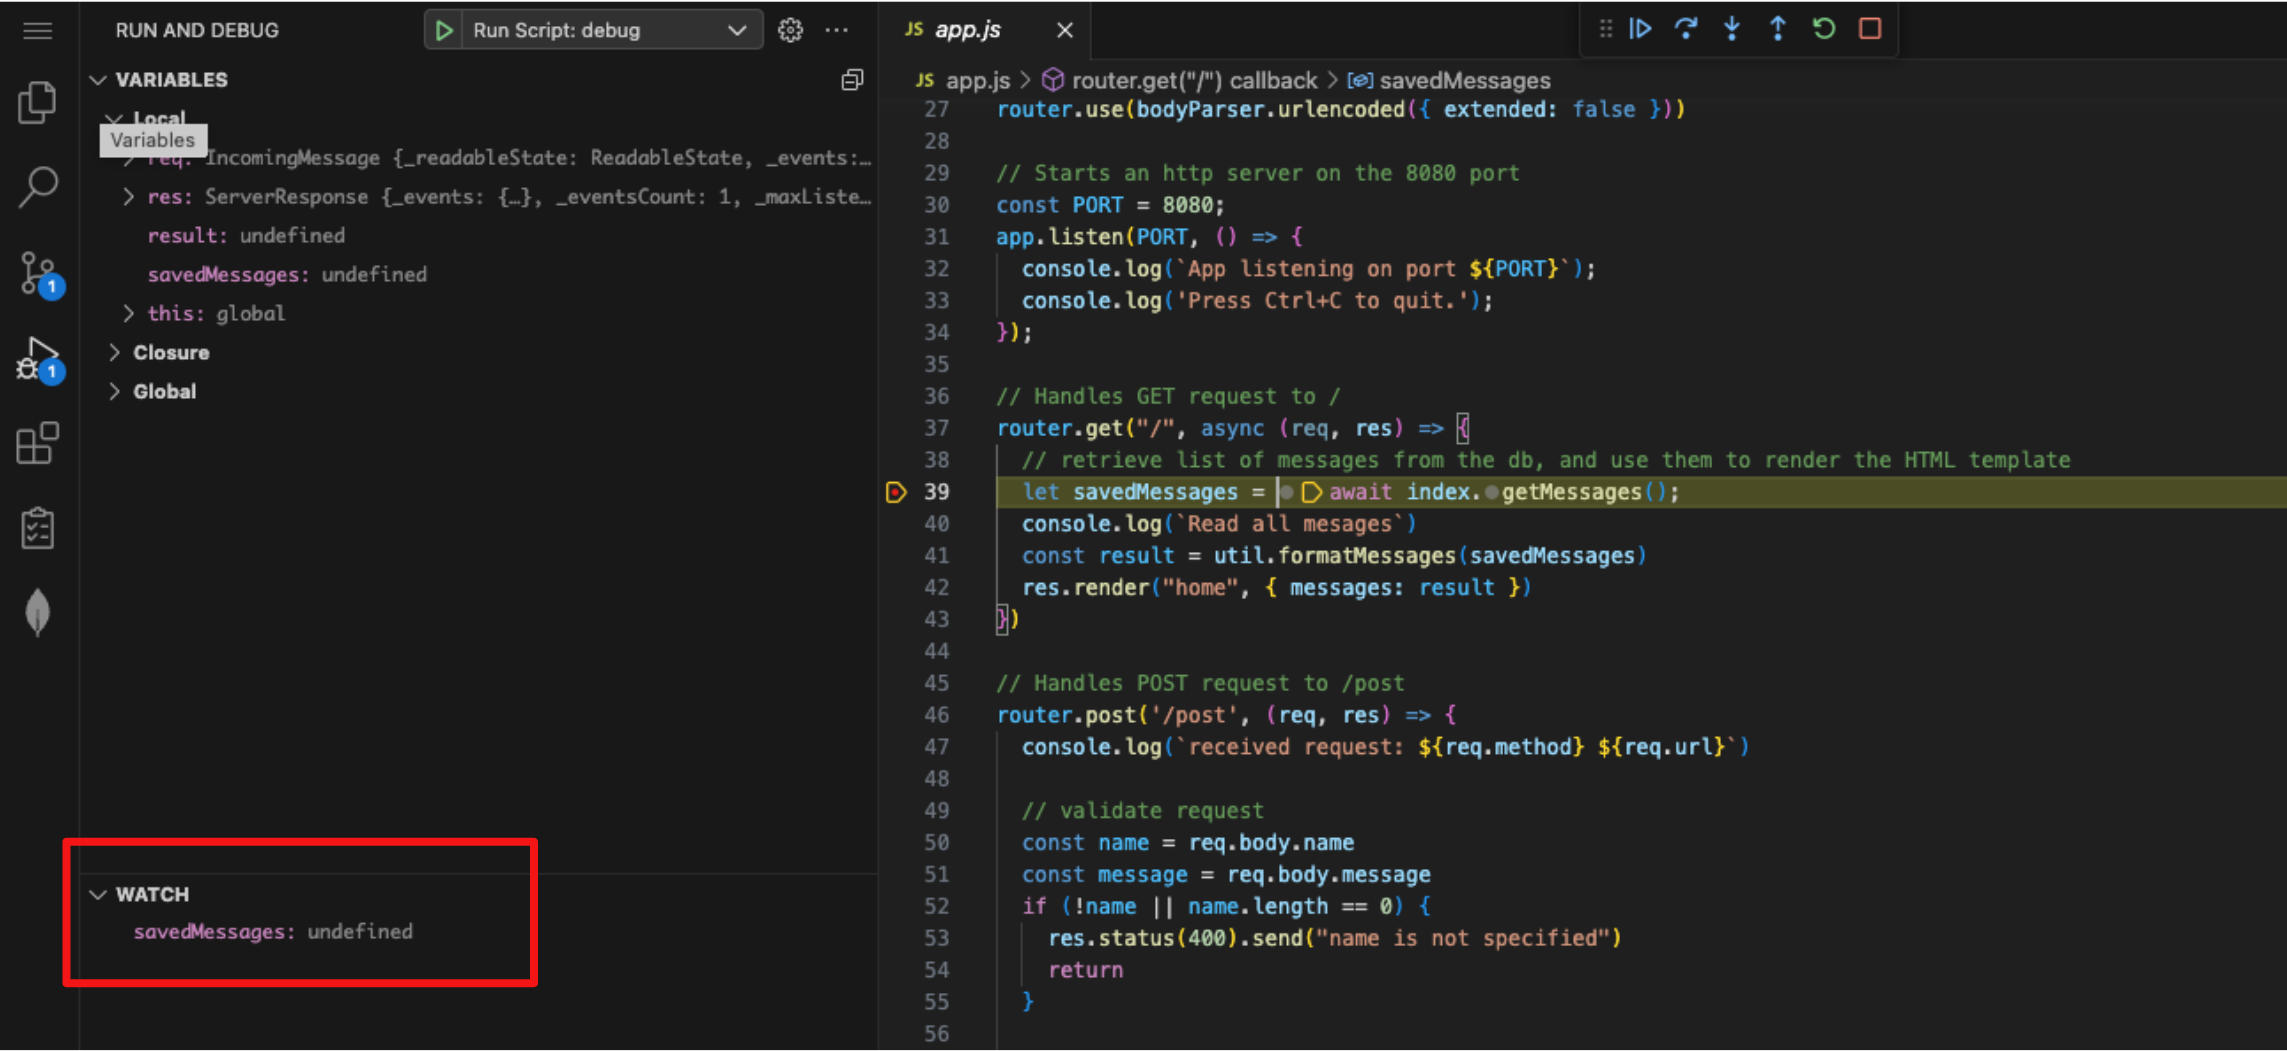 RUN AND DEBUG
Run Script: debug
VARIABLES
Local
Variables
req: IncomingMessage {_readableState: ReadableState, _events:…
res: ServerResponse {_events: {…}, _eventsCount: 1, _maxListe…
result: undefined
savedMessages: undefined
this: global
Closure
Global
1
1
WATCH
savedMessages: undefined
JS app.js
JS app.js > router.get("/") callback > savedMessages
27 router.use(bodyParser.urlencoded({ extended: false }))
28
29 // Starts an http server on the 8080 port
30 const PORT = 8080;
31 app.listen(PORT, () => {
32 console.log(`App listening on port ${PORT}`);
33 console.log('Press Ctrl+C to quit.');
34 });
35
36 // Handles GET request to /
37 router.get("/", async (req, res) => {
38 // retrieve list of messages from the db, and use them to render the HTML template
39 let savedMessages = await index.getMessages();
40 console.log(`Read all mesages`)
41 const result = util.formatMessages(savedMessages)
42 res.render("home", { messages: result })
43 })
44
45 // Handles POST request to /post
46 router.post('/post', (req, res) => {
47 console.log(`received request: ${req.method} ${req.url}`)
48
49 // validate request
50 const name = req.body.name
51 const message = req.body.message
52 if (!name || name.length == 0) {
53 res.status(400).send("name is not specified")
54 return
55 }
56